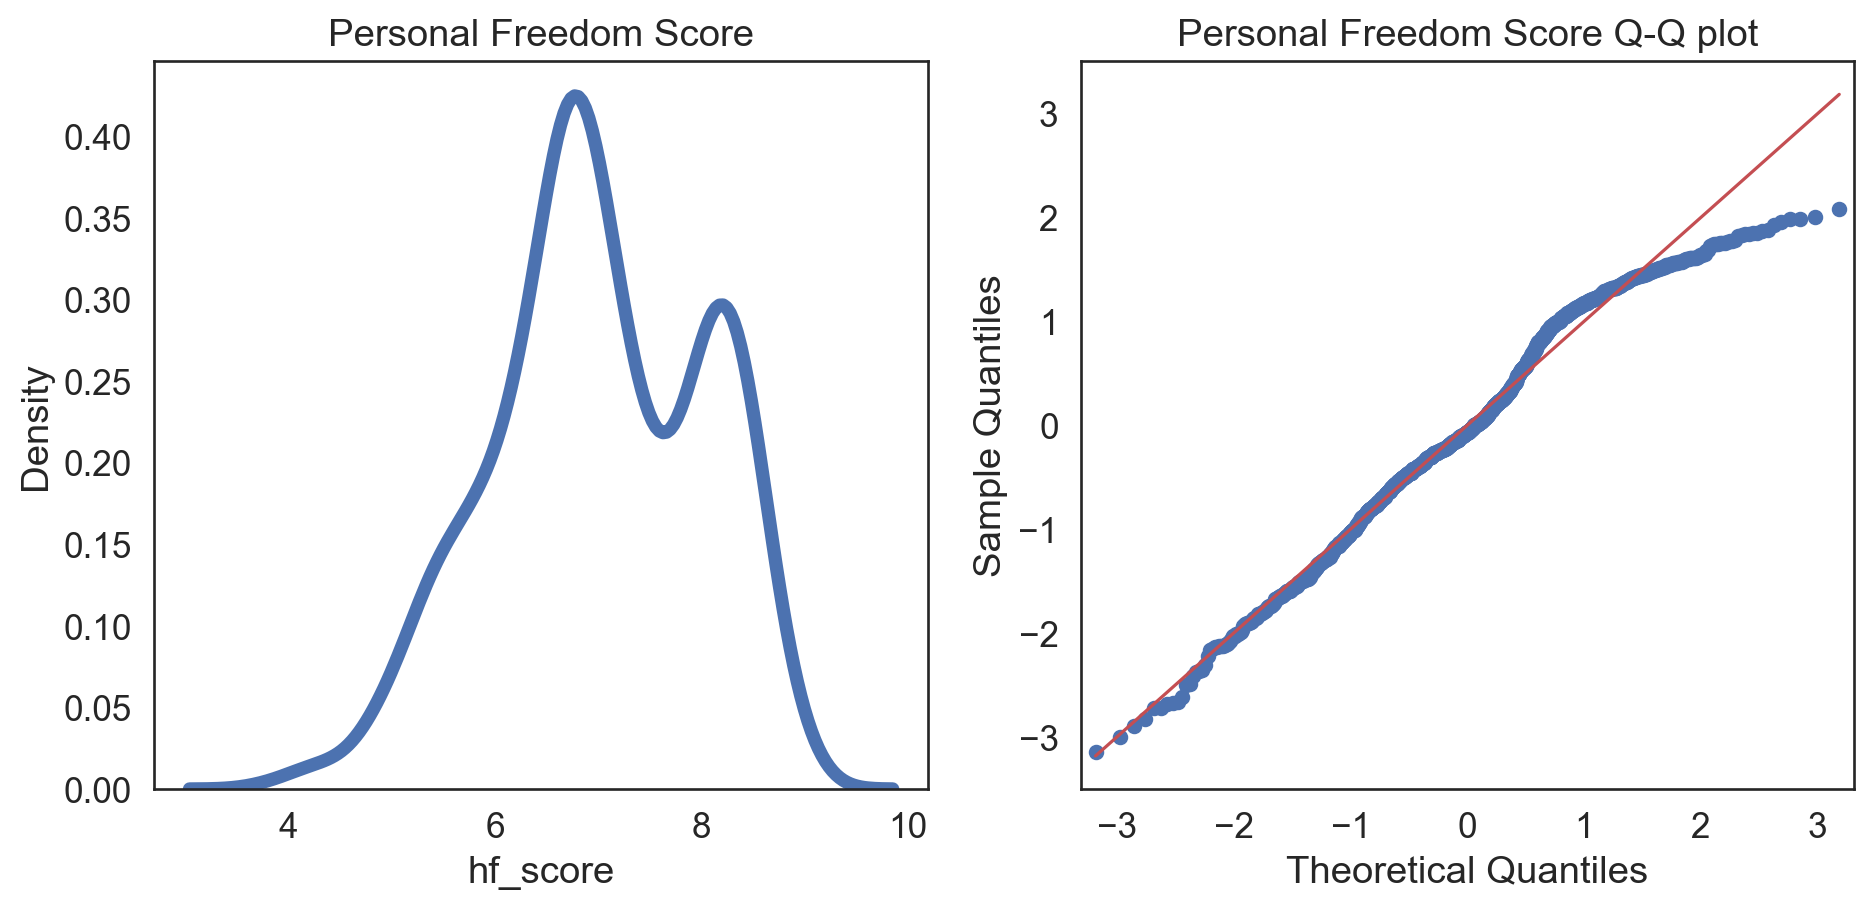 Personal Freedom Score
Density
0.40
0.35
0.30
0.25
0.20
0.15
0.10
0.05
0.00
4 6 8 10
hf_score
Personal Freedom Score Q-Q plot
Sample Quantiles
3
2
1
0
−1
−2
−3
−3 −2 −1 0 1 2 3
Theoretical Quantiles